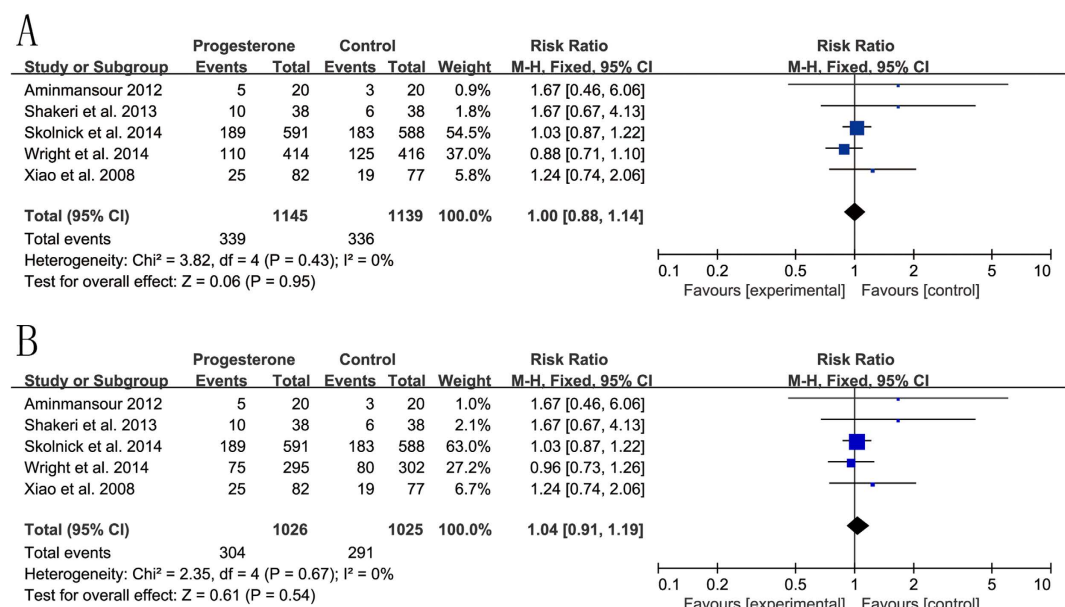 A
Progesterone Control Risk Ratio Risk Ratio
Study or Subgroup Events Total Events Total Weight M-H, Fixed, 95% CI M-H, Fixed, 95% CI
Aminmansour 2012 5 20 3 20 0.9% 1.67 [0.46, 6.06]
Shakeri et al. 2013 10 38 6 38 1.8% 1.67 [0.67, 4.13]
Skolnick et al. 2014 189 591 183 588 54.5% 1.03 [0.87, 1.22]
Wright et al. 2014 110 414 125 416 37.0% 0.88 [0.71, 1.10]
Xiao et al. 2008 25 82 19 77 5.8% 1.24 [0.74, 2.06]
Total (95% CI) 1145 1139 100.0% 1.00 [0.88, 1.14]
Total events 339 336
Heterogeneity: Chi² = 3.82, df = 4 (P = 0.43); I² = 0%
Test for overall effect: Z = 0.06 (P = 0.95)
0.1 0.2 0.5 1 2 5 10
Favours [experimental] Favours [control]
B
Progesterone Control Risk Ratio Risk Ratio
Study or Subgroup Events Total Events Total Weight M-H, Fixed, 95% CI M-H, Fixed, 95% CI
Aminmansour 2012 5 20 3 20 1.0% 1.67 [0.46, 6.06]
Shakeri et al. 2013 10 38 6 38 2.1% 1.67 [0.67, 4.13]
Skolnick et al. 2014 189 591 183 588 63.0% 1.03 [0.87, 1.22]
Wright et al. 2014 75 295 80 302 27.2% 0.96 [0.73, 1.26]
Xiao et al. 2008 25 82 19 77 6.7% 1.24 [0.74, 2.06]
Total (95% CI) 1026 1025 100.0% 1.04 [0.91, 1.19]
Total events 304 291
Heterogeneity: Chi² = 2.35, df = 4 (P = 0.67); I² = 0%
Test for overall effect: Z = 0.61 (P = 0.54)
0.1 0.2 0.5 1 2 5 10
Favours [experimental] Favours [control]